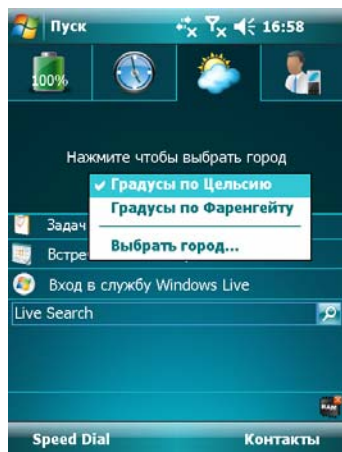 Пуск 16:58
100%
Нажмите чтобы выбрать город
Градусы по Цельсию
Градусы по Фаренгейту
Выбрать город...
Задач
Встре
Вход в службу Windows Live
Live Search
RAM
Speed Dial Контакты